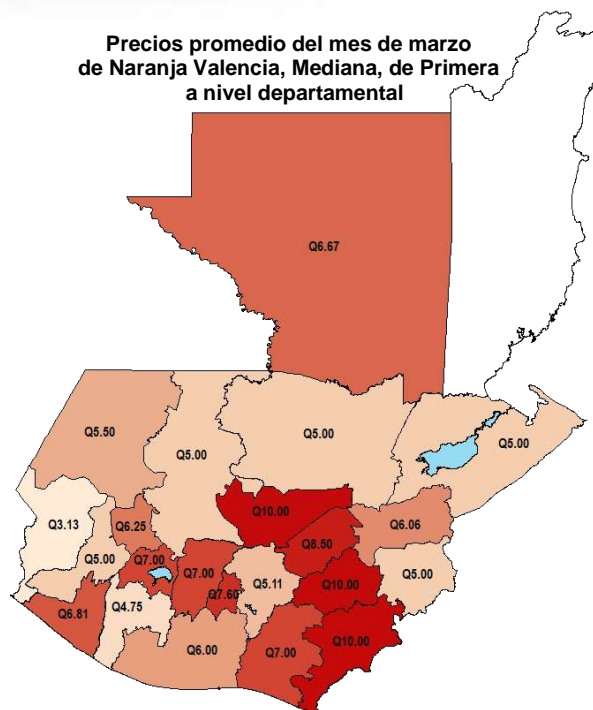 Precios promedio del mes de marzo
de Naranja Valencia, Mediana, de Primera
a nivel departamental
Q6.67
Q5.50
Q5.00
Q5.00
Q5.00
Q3.13
Q6.25
Q10.00
Q6.06
Q8.50
Q5.00
Q7.00
Q7.00
Q5.11
Q10.00
Q5.00
Q7.60
Q6.81
Q4.75
Q6.00
Q7.00
Q10.00